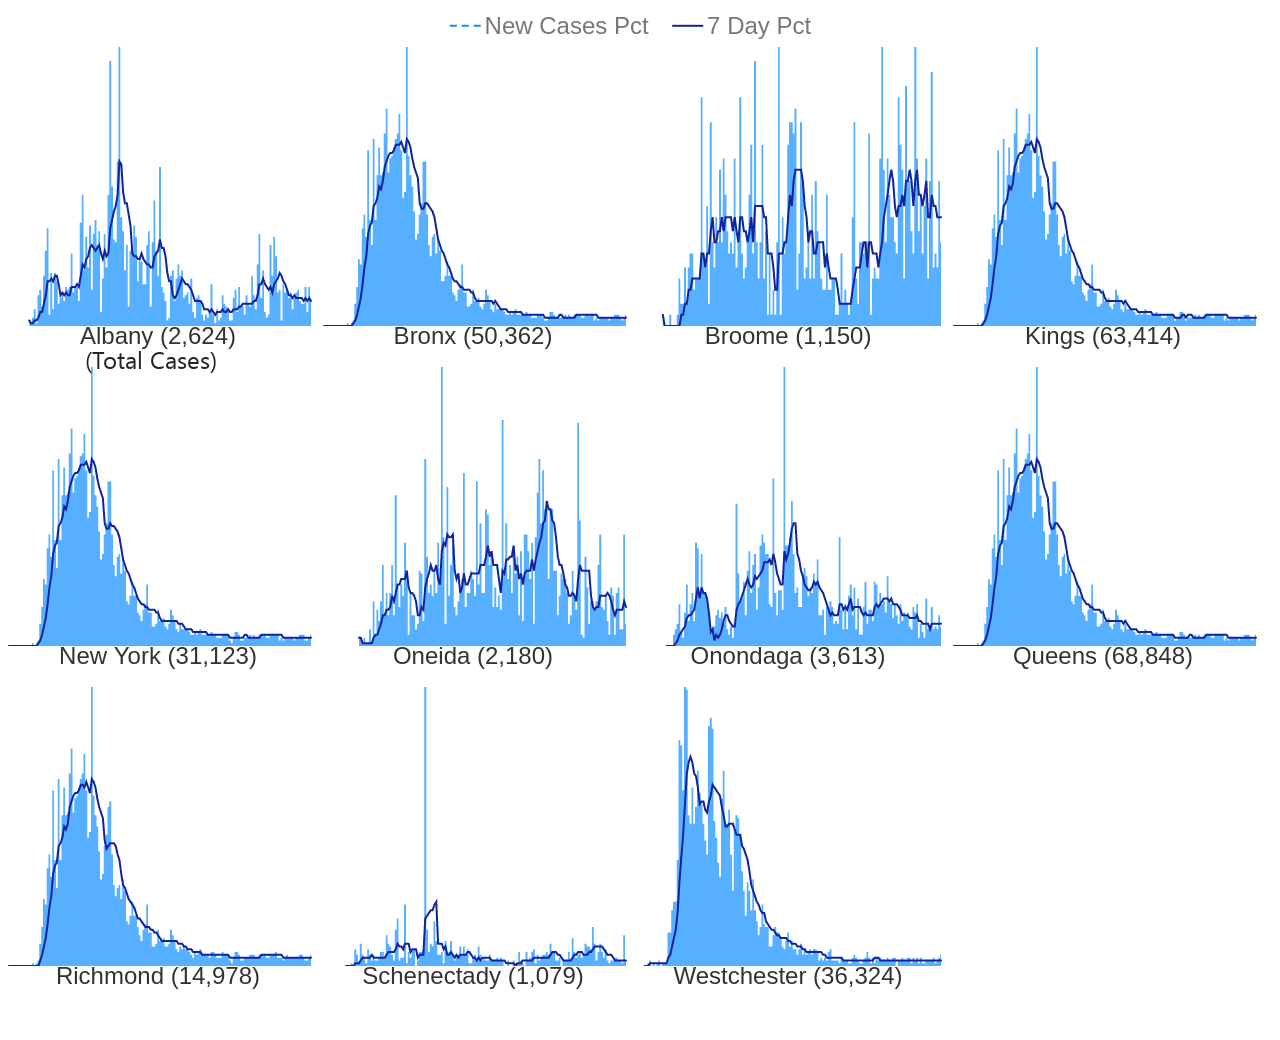 New Cases Pct 7 Day Pct
Albany (2,624) Bronx (50,362) Broome (1,150) Kings (63,414)
(Total Cases)
New York (31,123) Oneida (2,180) Onondaga (3,613) Queens (68,848)
Richmond (14,978) Schenectady (1,079) Westchester (36,324)